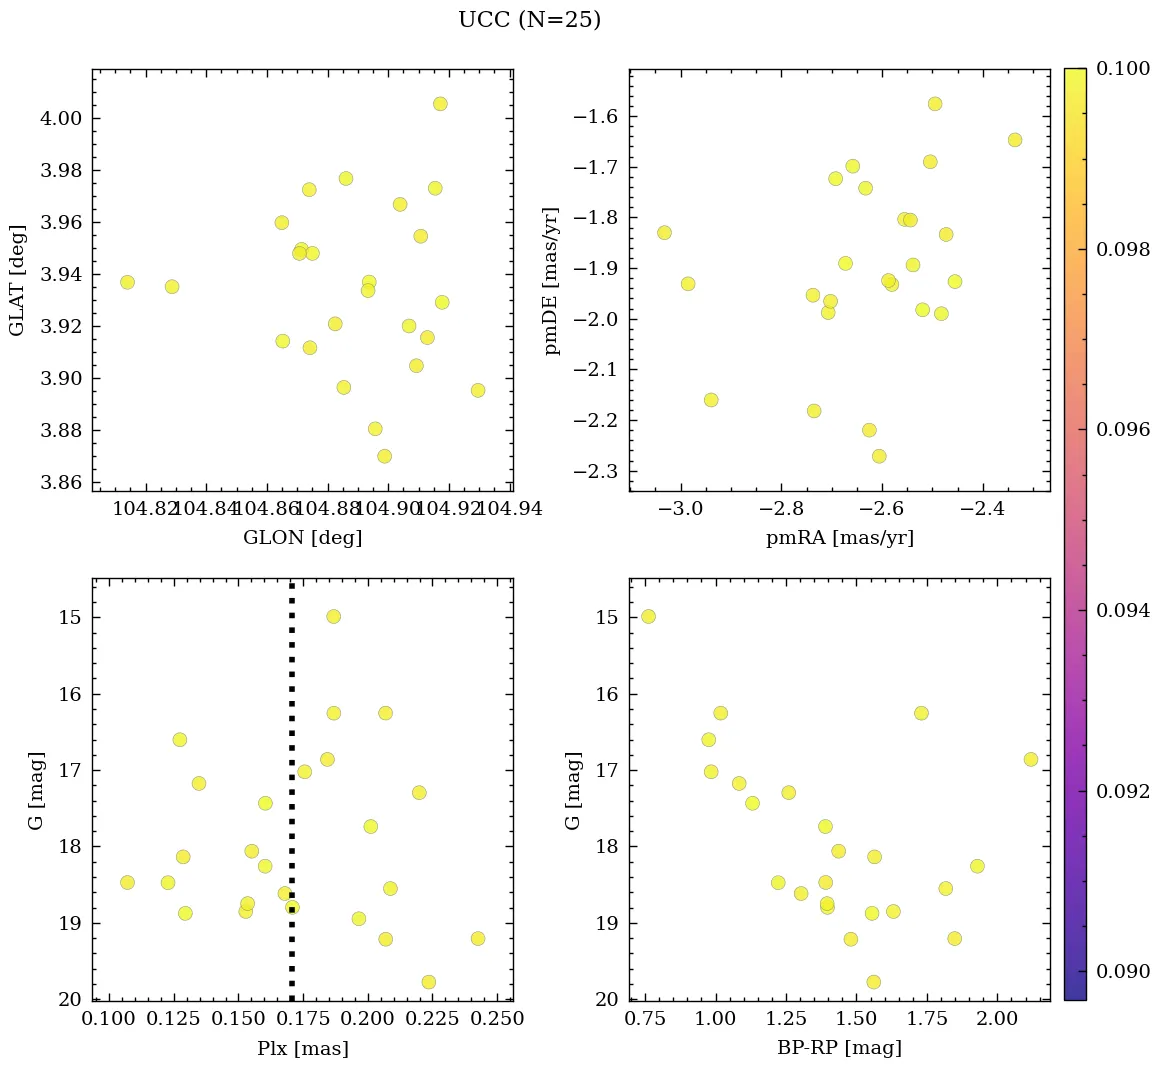 UCC (N=25)
4.00
3.98
3.96
3.94
3.92
3.90
3.88
3.86
GLAT [deg]
104.82 104.84 104.86 104.88 104.90 104.92 104.94
GLON [deg]
−1.6
−1.7
−1.8
−1.9
−2.0
−2.1
−2.2
−2.3
pmDE [mas/yr]
−3.0 −2.8 −2.6 −2.4
pmRA [mas/yr]
0.100
0.098
0.096
0.094
0.092
0.090
15
16
17
18
19
20
G [mag]
0.100 0.125 0.150 0.175 0.200 0.225 0.250
Plx [mas]
15
16
17
18
19
20
G [mag]
0.75 1.00 1.25 1.50 1.75 2.00
BP-RP [mag]